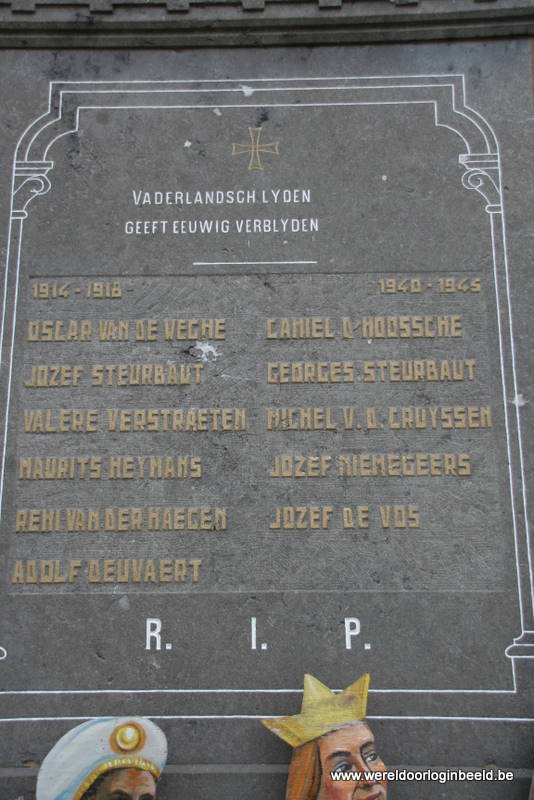 VADERLANDSCH LYDEN
GEEFT EEUWIG VERBLYDEN
1914 - 1918
OSCAR VAN DE VEGHE
JOZEF STEURBAUT
VALERE VERSTRAETEN
MAURITS HEYMANS
REMI VAN DER HAEGEN
ADOLF DEUVAERT
1940 - 1945
CAMIEL D'HOOSSCHE
GEORGES STEURBAUT
MICHEL V. D. CRUYSSEN
JOZEF NIEMEGEERS
JOZEF DE VOS
R. I. P.
www.wereldoorloginbeeld.be